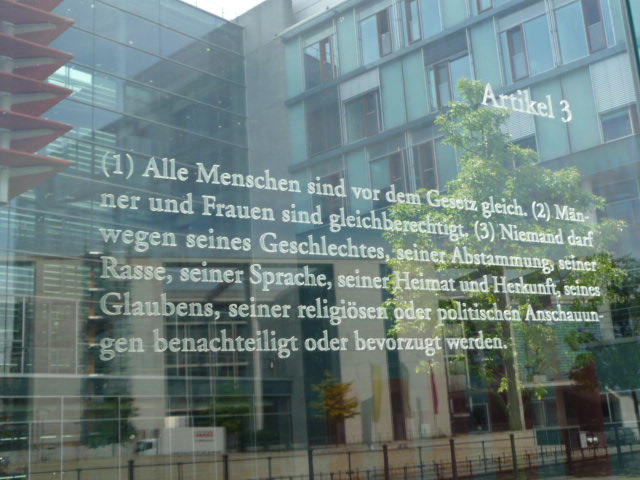 Artikel 3
(1) Alle Menschen sind vor dem Gesetz gleich. (2) Män-
ner und Frauen sind gleichberechtigt. (3) Niemand darf
wegen seines Geschlechtes, seiner Abstammung, seiner
Rasse, seiner Sprache, seiner Heimat und Herkunft, seines
Glaubens, seiner religiösen oder politischen Anschauun-
gen benachteiligt oder bevorzugt werden.